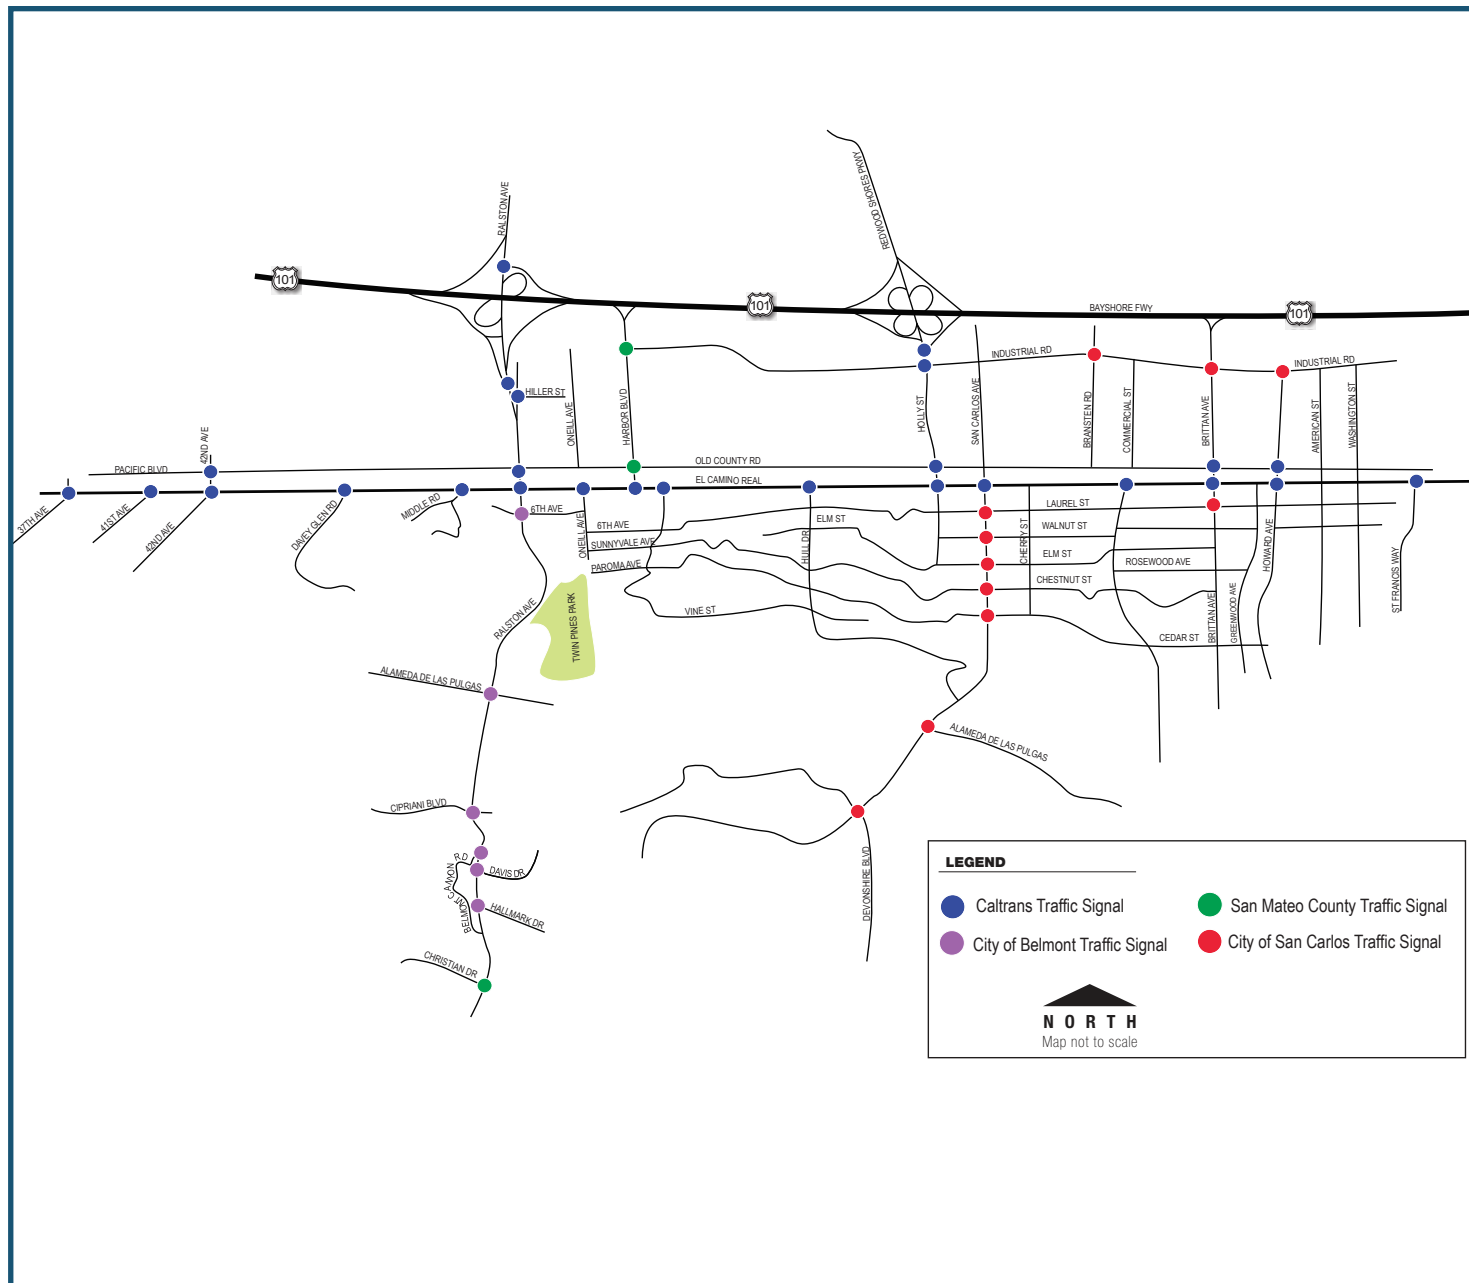 RALSTON AVE
REDWOOD SHORES PKWY
101
101
101
BAYSHORE FWY
INDUSTRIAL RD
INDUSTRIAL RD
HILLER ST
ONEILL AVE
HARBOR BLVD
HOLLY ST
SAN CARLOS AVE
BRANSTEN RD
COMMERCIAL ST
BRITTAN AVE
AMERICAN ST
WASHINGTON ST
42ND AVE
PACIFIC BLVD
OLD COUNTY RD
EL CAMINO REAL
37TH AVE
41ST AVE
42ND AVE
DAVEY GLEN RD
MIDDLE RD
6TH AVE
ONEILL AVE
6TH AVE
SUNNYVALE AVE
PAROMA AVE
HULL DR
ELM ST
CHERRY ST
LAUREL ST
WALNUT ST
ELM ST
ROSEWOOD AVE
CHESTNUT ST
HOWARD AVE
ST FRANCIS WAY
RALSTON AVE
TWIN PINES PARK
VINE ST
BRITTAN AVE
GREENWOOD AVE
CEDAR ST
ALAMEDA DE LAS PULGAS
ALAMEDA DE LAS PULGAS
CIPRIANI BLVD
BELMONT CANYON RD
DAVIS DR
HALLMARK DR
CHRISTIAN DR
DEVONSHIRE BLVD
LEGEND
Caltrans Traffic Signal
San Mateo County Traffic Signal
City of Belmont Traffic Signal
City of San Carlos Traffic Signal
NORTH
Map not to scale